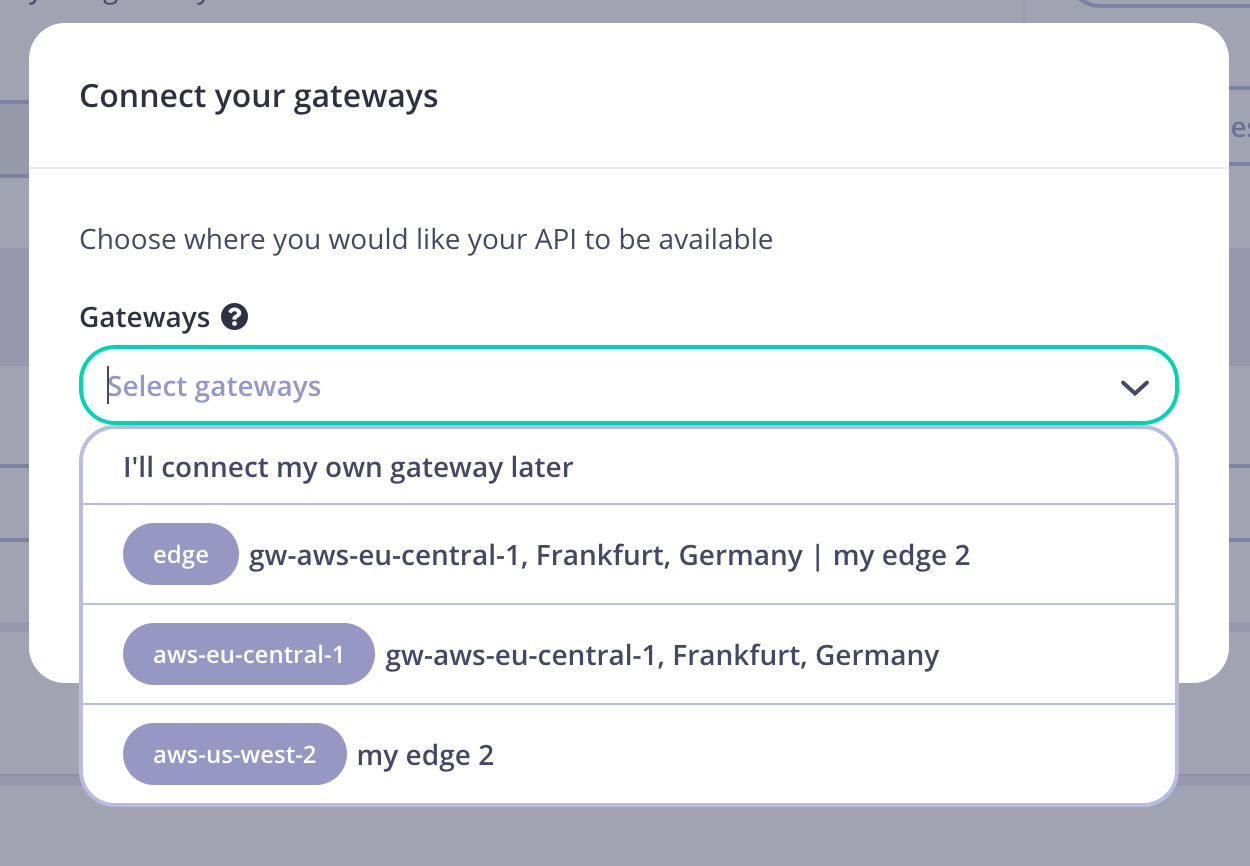 Connect your gateways
Choose where you would like your API to be available
Gateways ?
Select gateways
I'll connect my own gateway later
edge gw-aws-eu-central-1, Frankfurt, Germany | my edge 2
aws-eu-central-1 gw-aws-eu-central-1, Frankfurt, Germany
aws-us-west-2 my edge 2